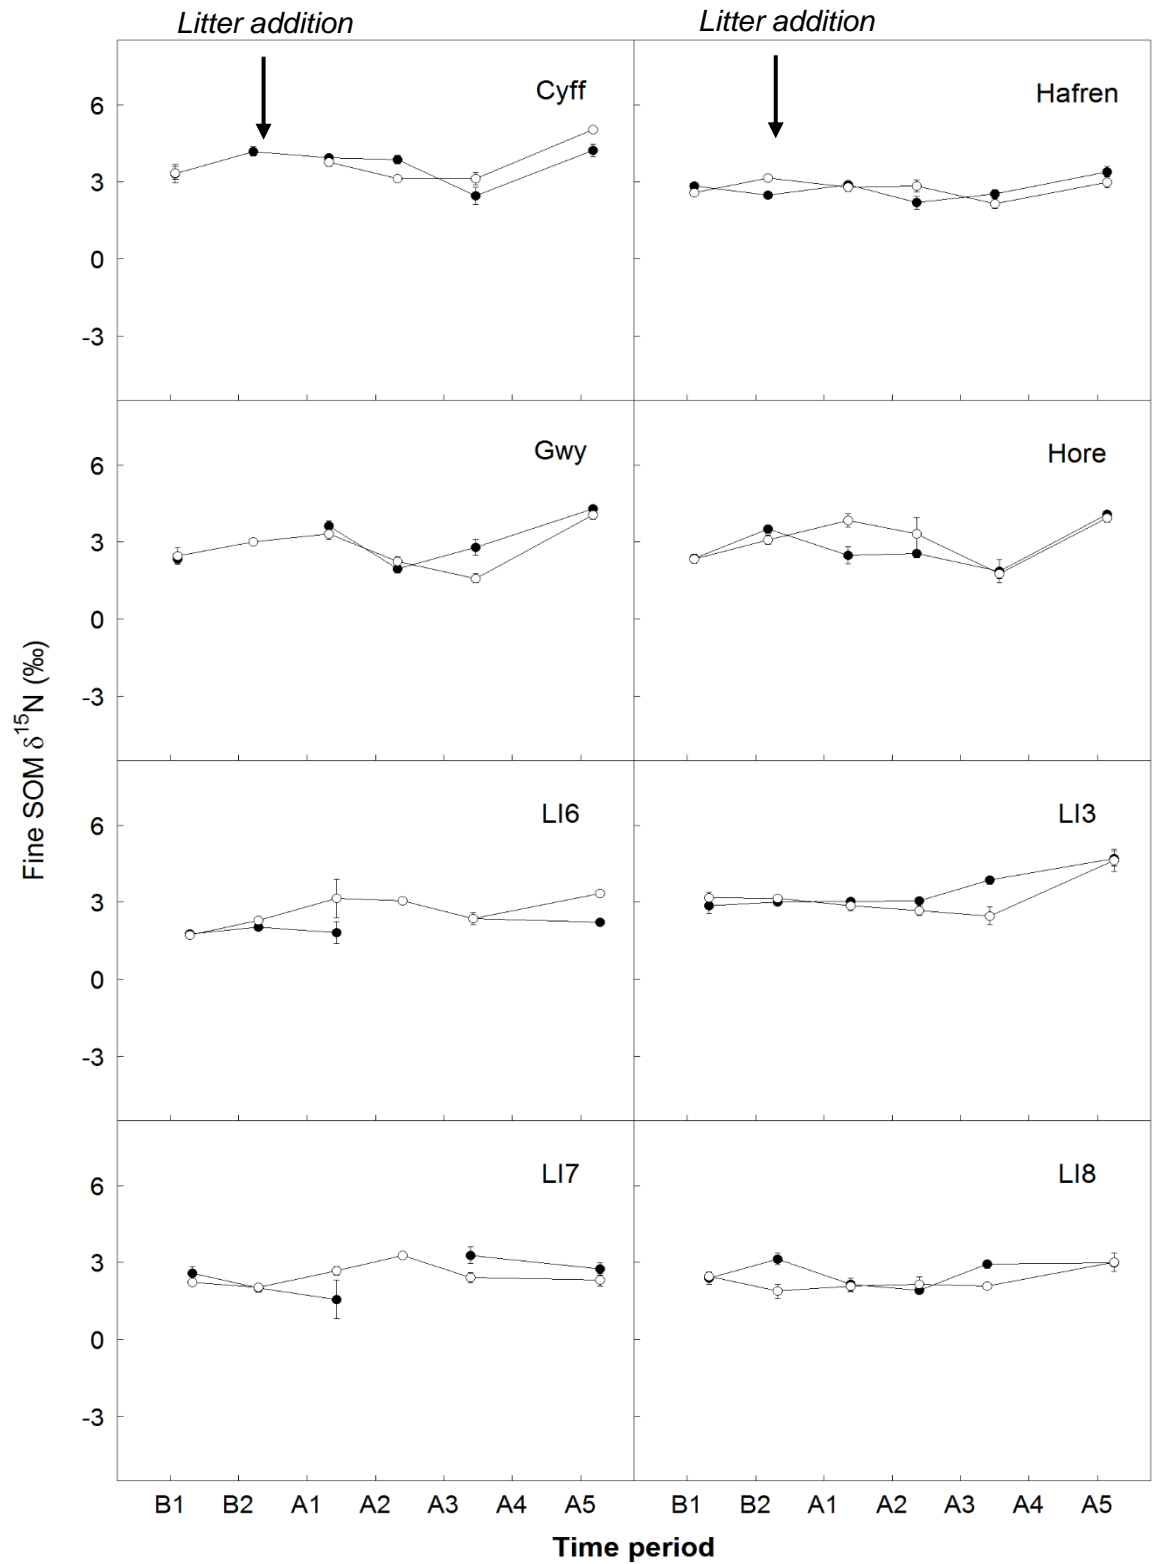 Litter addition
Litter addition
Cyff
6
3
0
-3
Hafren
Gwy
6
3
0
-3
Hore
Fine SOM δ15N (‰)
LI6
6
3
0
-3
LI3
LI7
6
3
0
-3
LI8
B1 B2 A1 A2 A3 A4 A5
B1 B2 A1 A2 A3 A4 A5
Time period